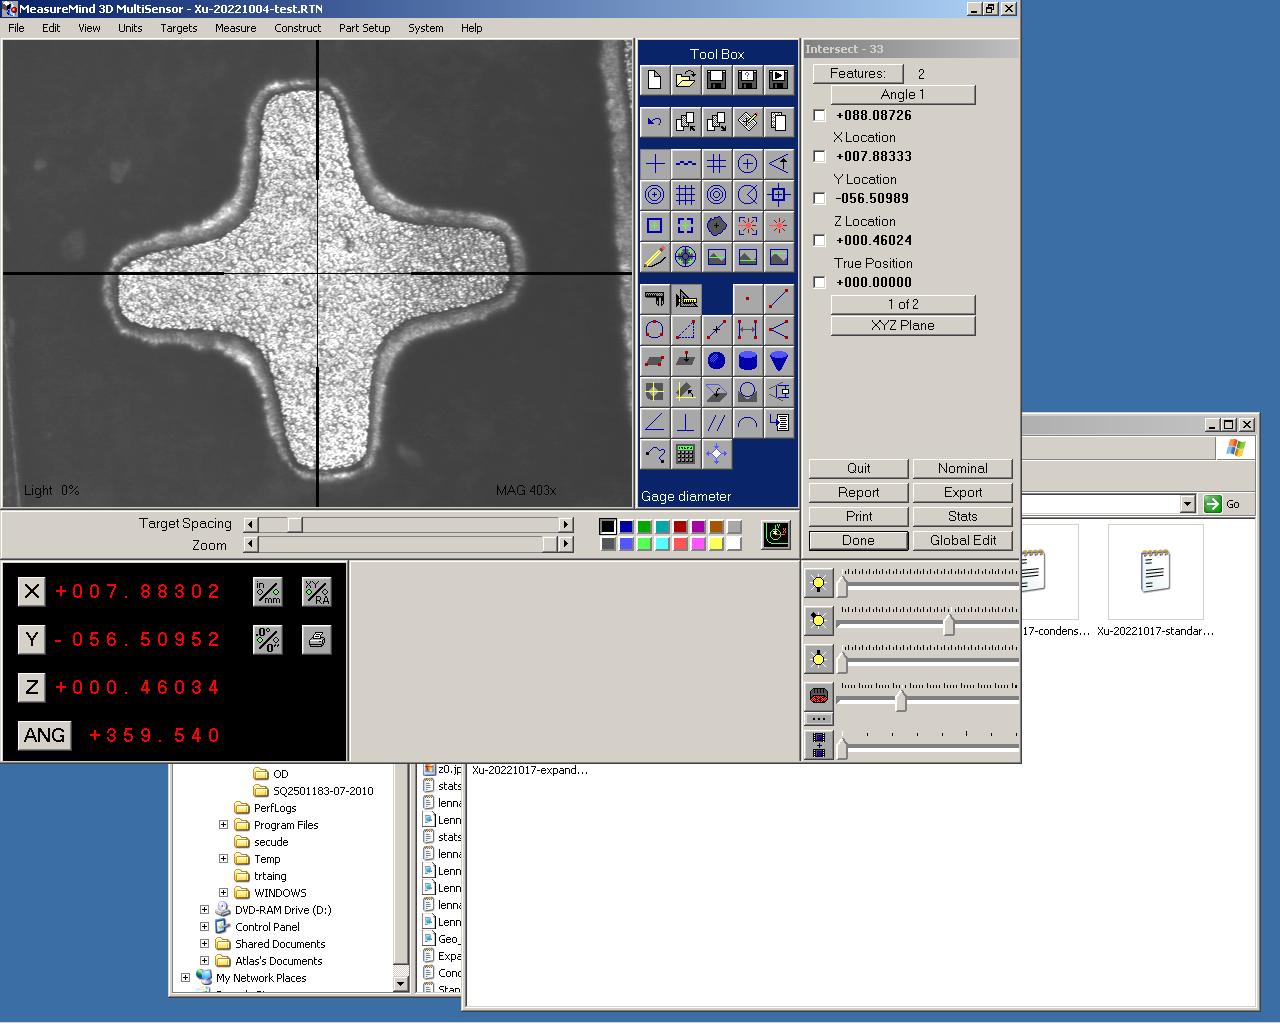 MeasureMind 3D MultiSensor - Xu-20221004-test.RTN
File Edit View Units Targets Measure Construct Part Setup System Help
Tool Box
Gage diameter
Light 0%
MAG 403x
Target Spacing
Zoom
Intersect - 33
Features: 2
Angle 1
+088.08726
X Location
+007.88333
Y Location
-056.50989
Z Location
+000.46024
True Position
+000.00000
1 of 2
XYZ Plane
Quit Nominal
Report Export
Print Stats
Done Global Edit
X +007.88302 in/mm XY/RA
Y -056.50952
Z +000.46034
ANG +359.540
Go
17-condens... Xu-20221017-standar...
Xu-20221017-expand...
OD
SQ2501183-07-2010
PerfLogs
Program Files
secude
Temp
trtaing
WINDOWS
DVD-RAM Drive (D:)
Control Panel
Shared Documents
Atlas's Documents
My Network Places
z0.jp
stats
lenna
Lenn
stats
lenna
Lenn
Lenn
lenna
Lenn
Geo_
Expa
Conc
Stan